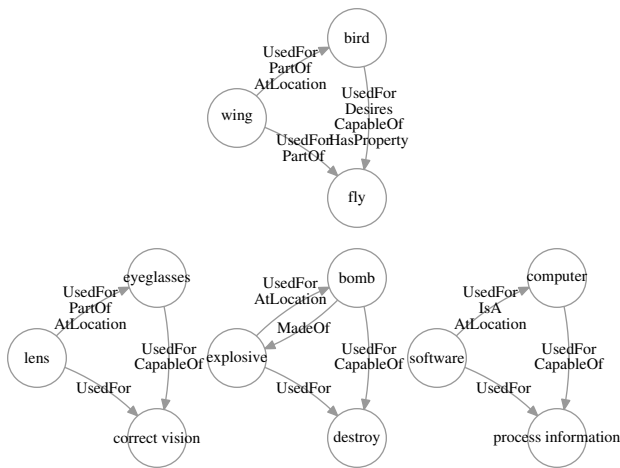 bird
UsedFor
PartOf
AtLocation
wing
UsedFor
Desires
CapableOf
HasProperty
UsedFor
PartOf
fly
eyeglasses
UsedFor
PartOf
AtLocation
lens
UsedFor
CapableOf
UsedFor
correct vision
bomb
UsedFor
AtLocation
MadeOf
explosive
UsedFor
CapableOf
UsedFor
destroy
computer
UsedFor
IsA
AtLocation
software
UsedFor
CapableOf
UsedFor
process information